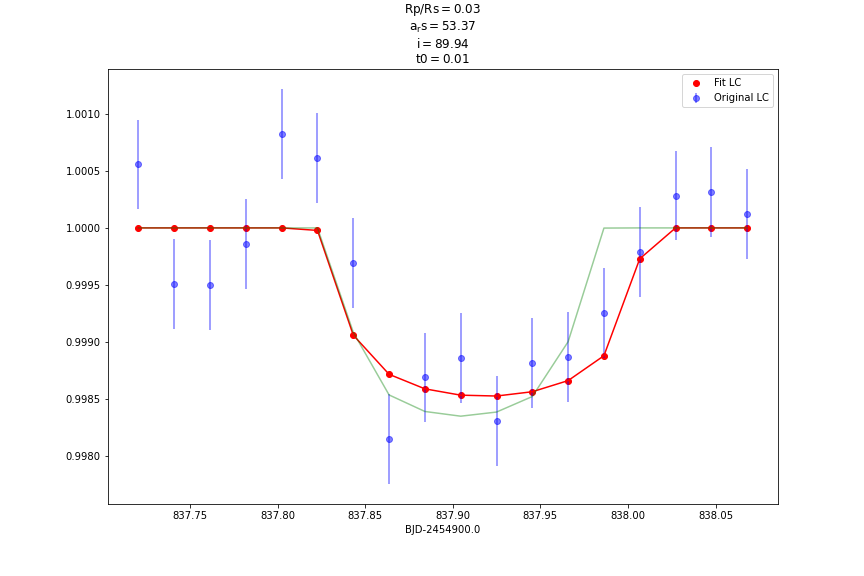 Rp/Rs = 0.03
aᵣs = 53.37
i = 89.94
t0 = 0.01
Fit LC
Original LC
1.0010
1.0005
1.0000
0.9995
0.9990
0.9985
0.9980
837.75 837.80 837.85 837.90 837.95 838.00 838.05
BJD-2454900.0